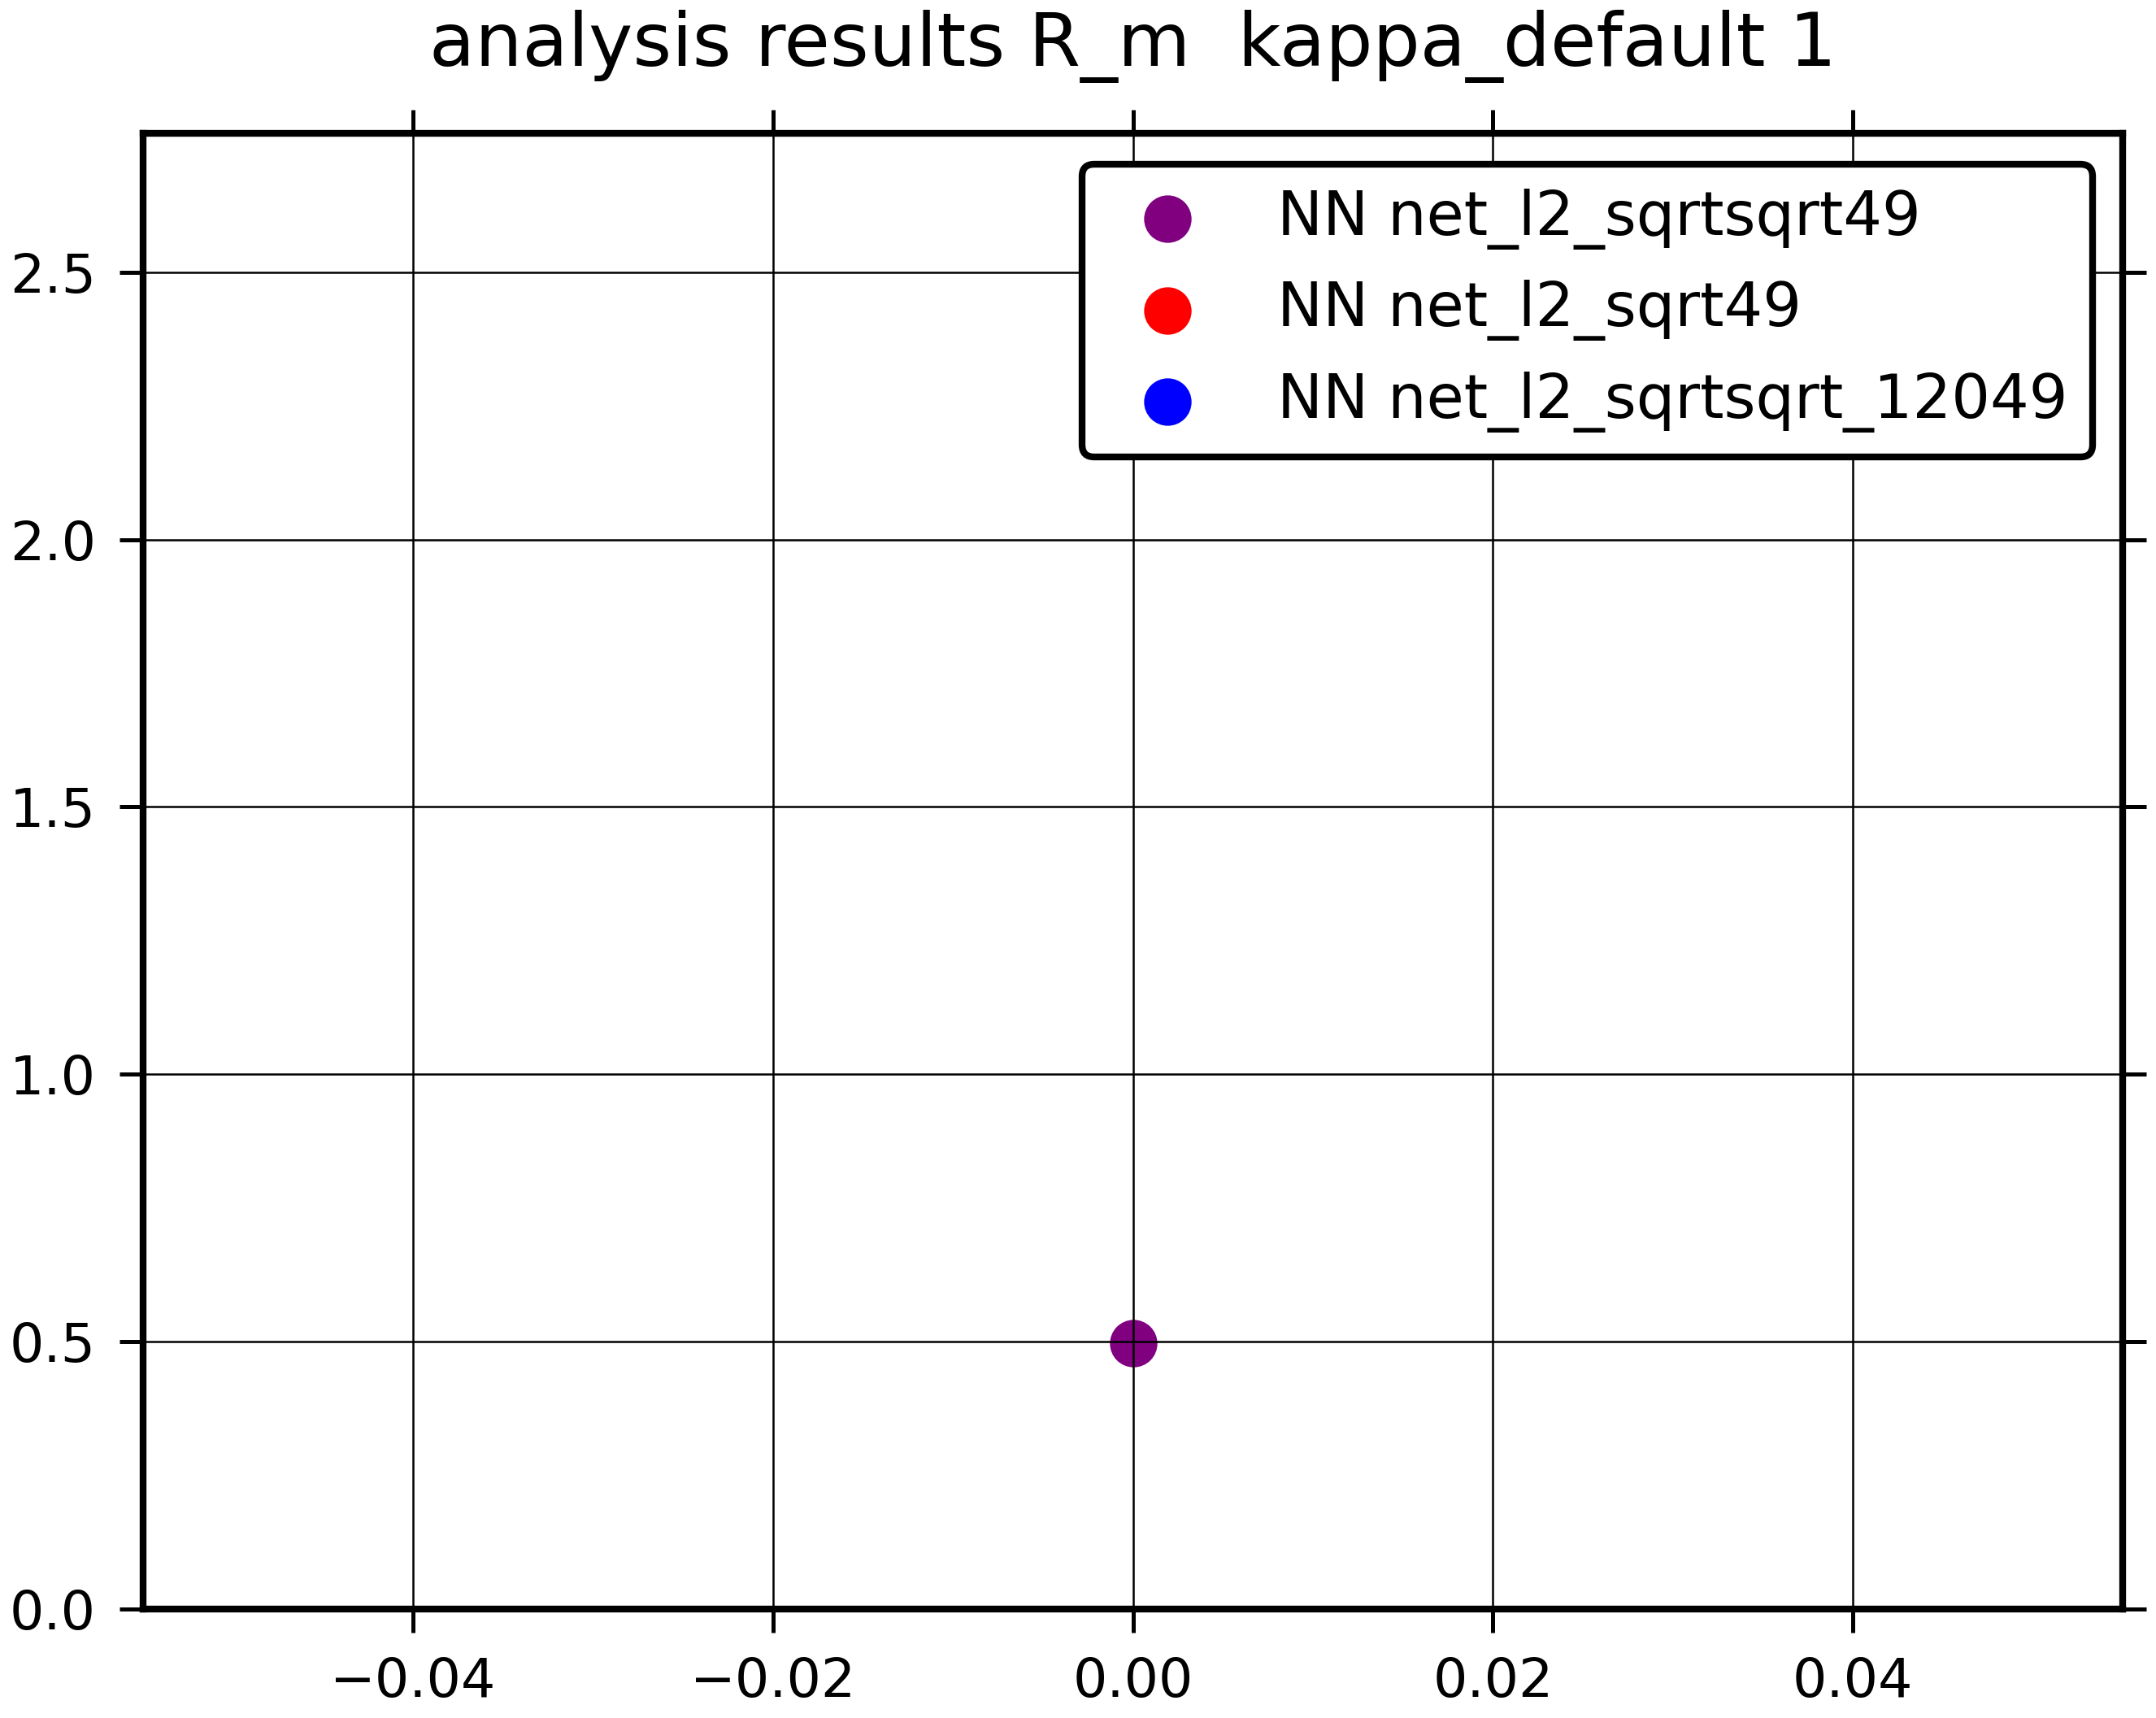 analysis results R_m  kappa_default 1
NN net_l2_sqrtsqrt49
NN net_l2_sqrt49
NN net_l2_sqrtsqrt_12049
2.5
2.0
1.5
1.0
0.5
0.0
−0.04 −0.02 0.00 0.02 0.04